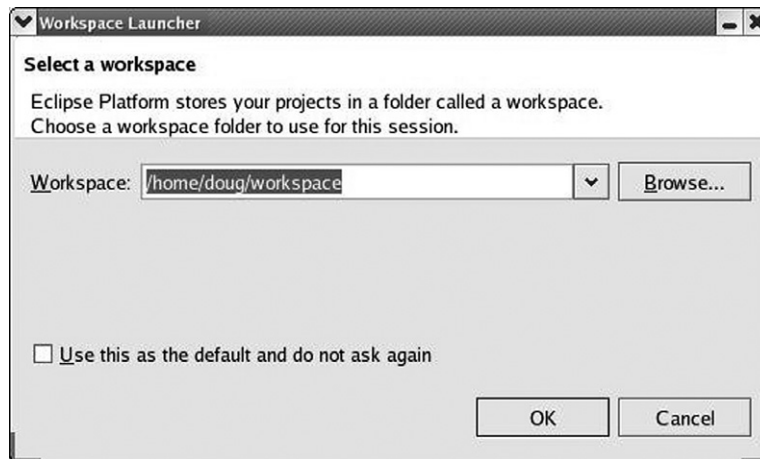 Workspace Launcher
Select a workspace
Eclipse Platform stores your projects in a folder called a workspace.
Choose a workspace folder to use for this session.
Workspace: /home/doug/workspace Browse...
Use this as the default and do not ask again
OK Cancel